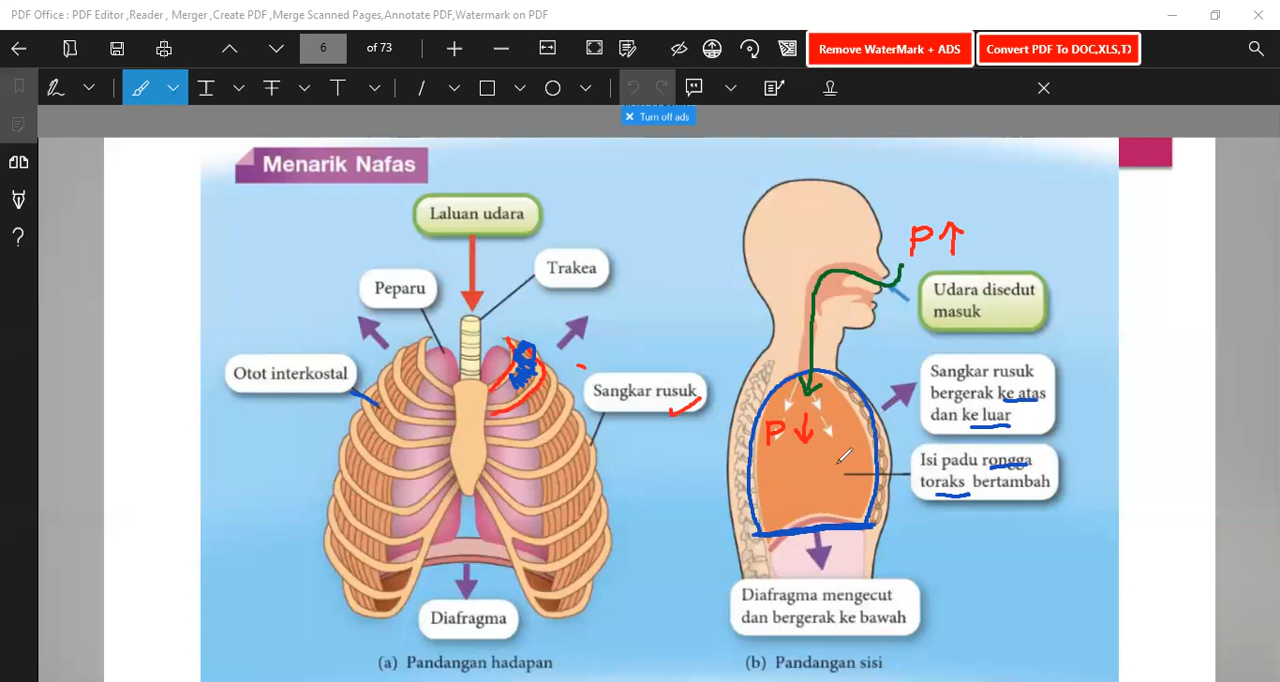 PDF Office : PDF Editor ,Reader , Merger ,Create PDF ,Merge Scanned Pages,Annotate PDF,Watermark on PDF
6 of 73
Remove WaterMark + ADS
Convert PDF To DOC,XLS,T
Turn off ads
Menarik Nafas
Laluan udara
Trakea
Peparu
Otot interkostal
Sangkar rusuk
Diafragma
(a) Pandangan hadapan
P↑
Udara disedut
masuk
Sangkar rusuk
bergerak ke atas
dan ke luar
P↓
Isi padu rongga
toraks bertambah
Diafragma mengecut
dan bergerak ke bawah
(b) Pandangan sisi